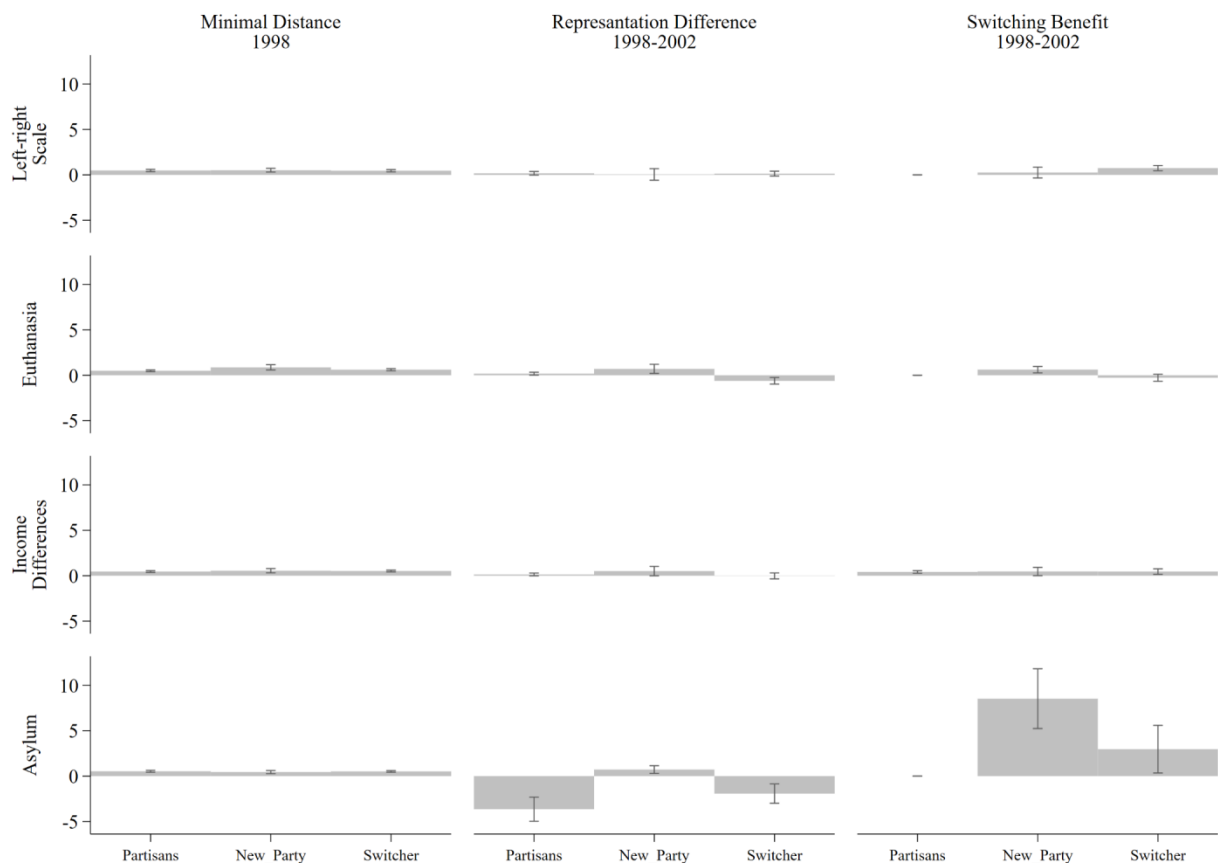 Minimal Distance
1998
Represantation Difference
1998-2002
Switching Benefit
1998-2002
Left-right
Scale
10
5
0
-5
Euthanasia
10
5
0
-5
Income
Differences
10
5
0
-5
Asylum
10
5
0
-5
Partisans
New Party
Switcher
Partisans
New Party
Switcher
Partisans
New Party
Switcher